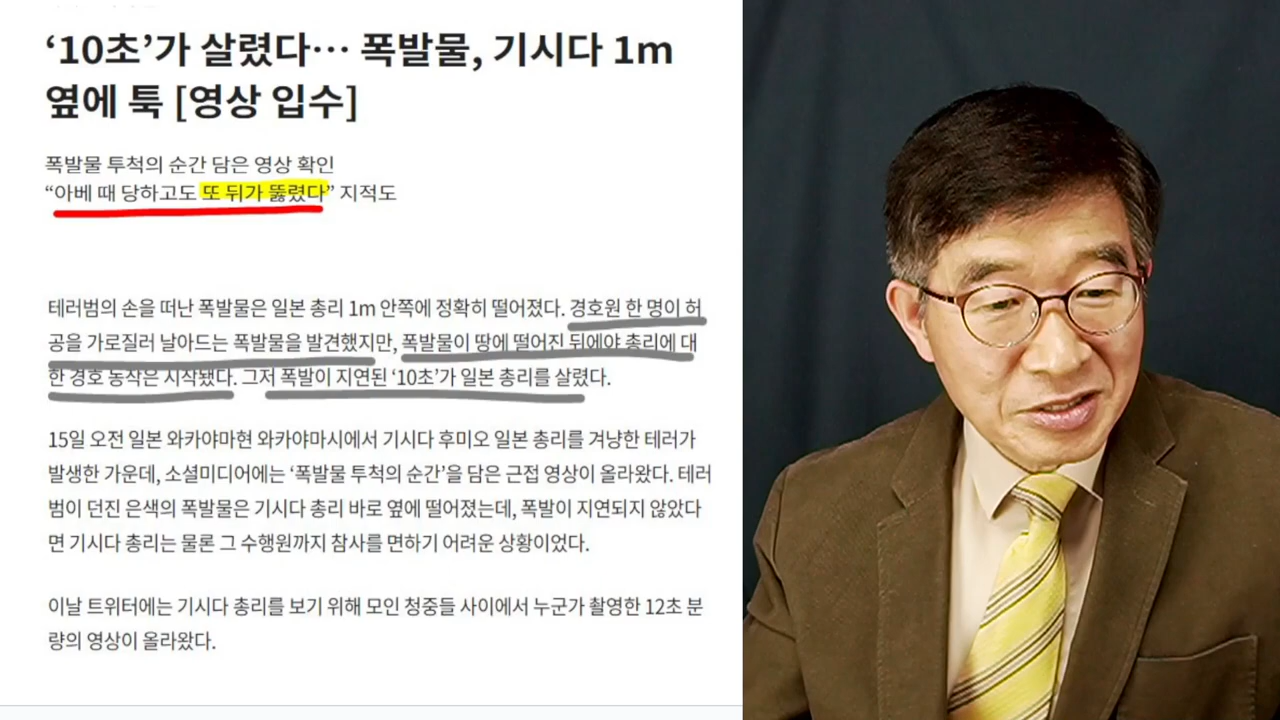 ‘10초’가 살렸다… 폭발물, 기시다 1m
옆에 툭 [영상 입수]
폭발물 투척의 순간 담은 영상 확인
“아베 때 당하고도 또 뒤가 뚫렸다” 지적도
테러범의 손을 떠난 폭발물은 일본 총리 1m 안쪽에 정확히 떨어졌다. 경호원 한 명이 허
공을 가로질러 날아드는 폭발물을 발견했지만, 폭발물이 땅에 떨어진 뒤에야 총리에 대
한 경호 동작은 시작됐다. 그저 폭발이 지연된 ‘10초’가 일본 총리를 살렸다.
15일 오전 일본 와카야마현 와카야마시에서 기시다 후미오 일본 총리를 겨냥한 테러가
발생한 가운데, 소셜미디어에는 ‘폭발물 투척의 순간’을 담은 근접 영상이 올라왔다. 테러
범이 던진 은색의 폭발물은 기시다 총리 바로 옆에 떨어졌는데, 폭발이 지연되지 않았다
면 기시다 총리는 물론 그 수행원까지 참사를 면하기 어려운 상황이었다.
이날 트위터에는 기시다 총리를 보기 위해 모인 청중들 사이에서 누군가 촬영한 12초 분
량의 영상이 올라왔다.